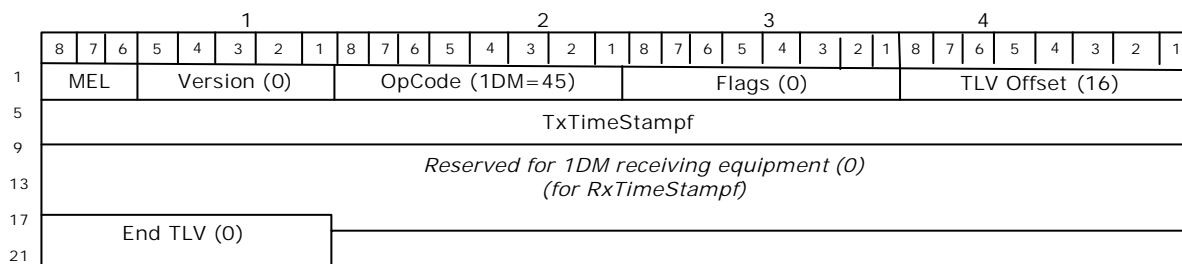 1 2 3 4
8 7 6 5 4 3 2 1 8 7 6 5 4 3 2 1 8 7 6 5 4 3 2 1 8 7 6 5 4 3 2 1
1 MEL Version (0) OpCode (1DM=45) Flags (0) TLV Offset (16)
5 TxTimeStampf
9
Reserved for 1DM receiving equipment (0)
13 (for RxTimeStampf)
17
End TLV (0)
21